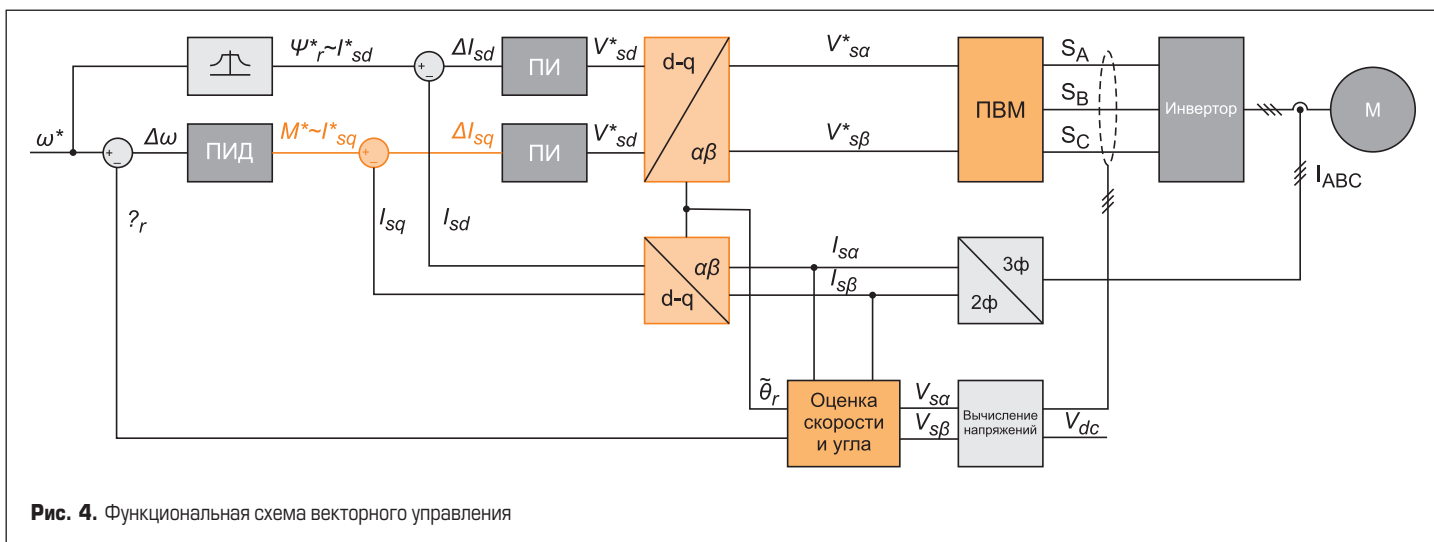 Ψ*r~I*sd
ΔIsd
ПИ
V*sd
d-q
αβ
V*sα
V*sβ
ПВМ
SA
SB
SC
Инвертор
М
IABC
ω*
Δω
ПИД
M*~I*sq
ΔIsq
ПИ
V*sd
?r
Isq
Isd
αβ
d-q
Isα
Isβ
3ф
2ф
θ̃r
Оценка
скорости
и угла
Vsα
Vsβ
Вычисление
напряжений
Vdc
Рис. 4. Функциональная схема векторного управления